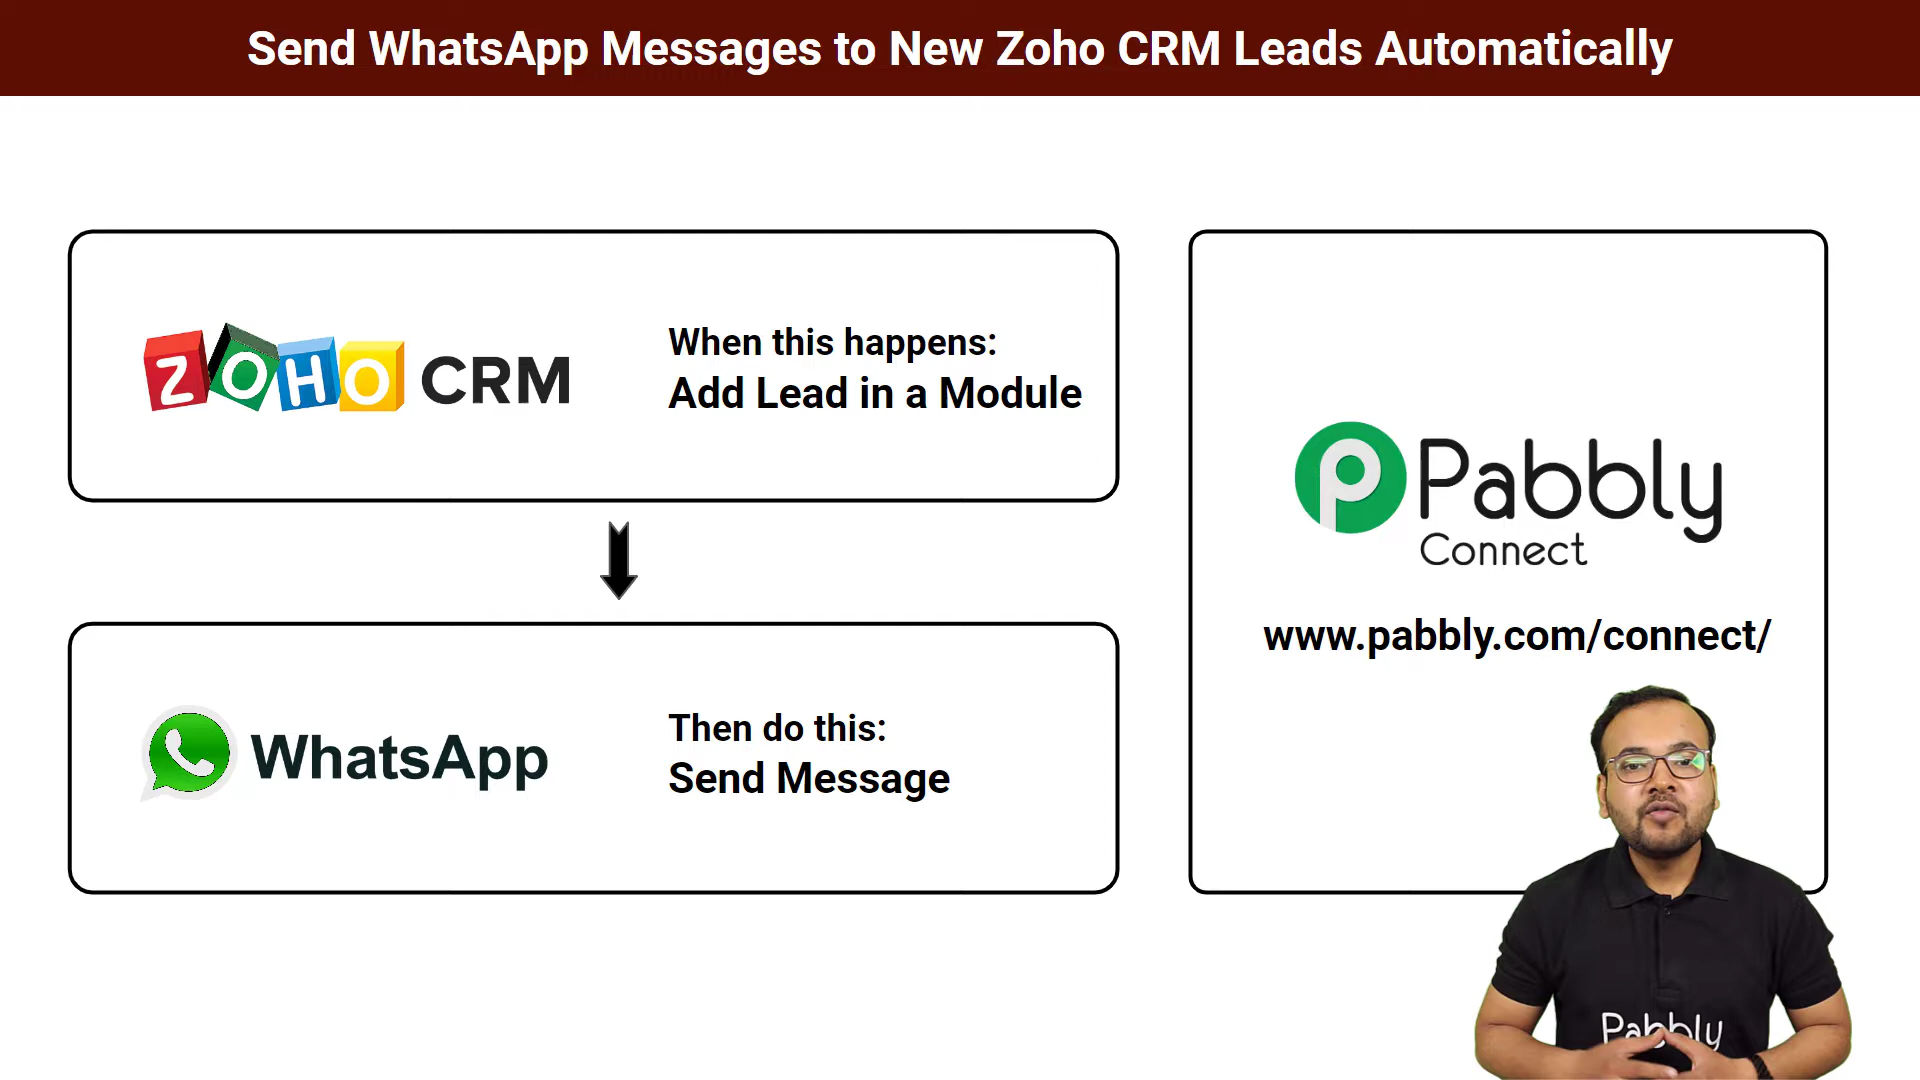 Send WhatsApp Messages to New Zoho CRM Leads Automatically
ZOHO CRM
When this happens:
Add Lead in a Module
WhatsApp
Then do this:
Send Message
Pabbly
Connect
www.pabbly.com/connect/
Pabbly